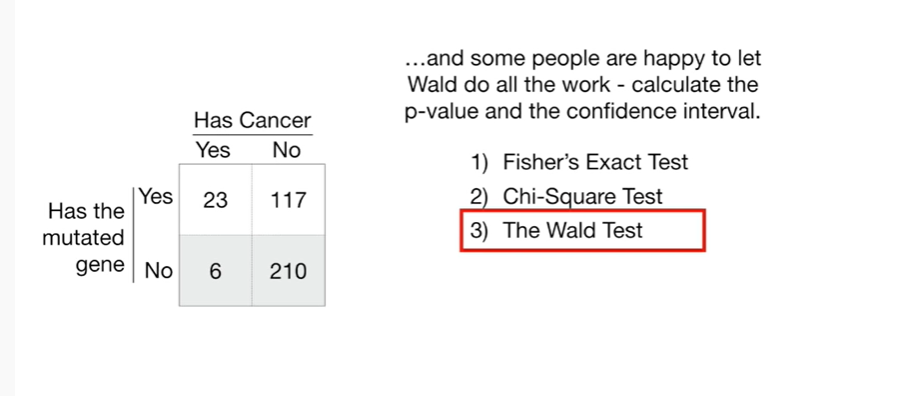 ...and some people are happy to let
Wald do all the work - calculate the
p-value and the confidence interval.
Has Cancer
Yes No
Has the
mutated
gene
Yes 23 117
No 6 210
1) Fisher's Exact Test
2) Chi-Square Test
3) The Wald Test